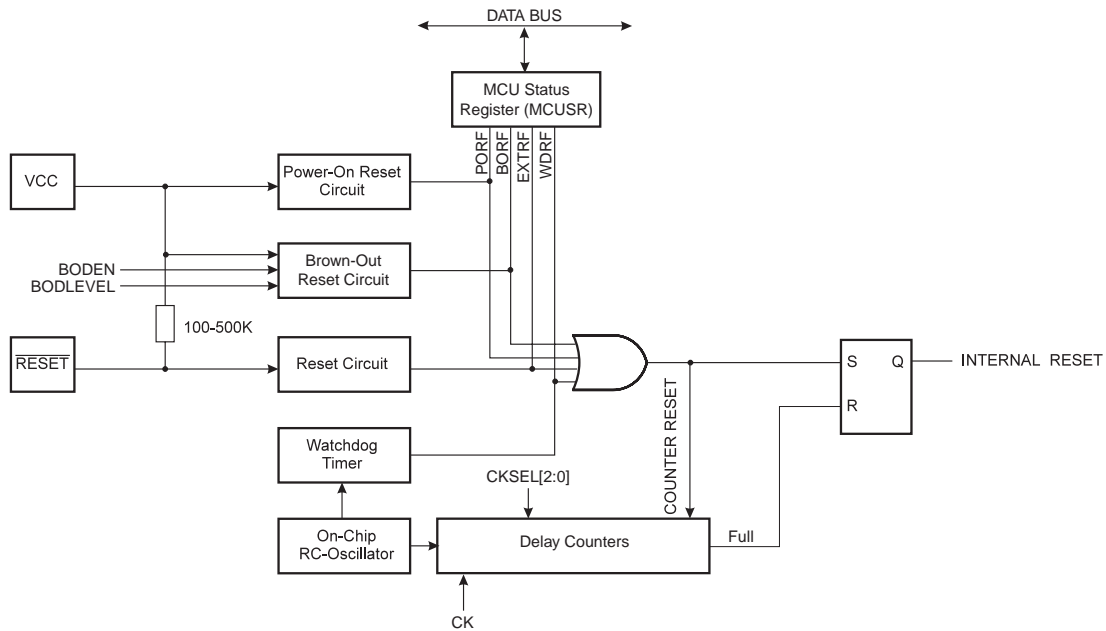 DATA BUS
MCU Status
Register (MCUSR)
PORF
BORF
EXTRF
WDRF
VCC
Power-On Reset
Circuit
BODEN
BODLEVEL
Brown-Out
Reset Circuit
100-500K
RESET
Reset Circuit
S
Q
R
INTERNAL RESET
COUNTER RESET
Watchdog
Timer
CKSEL[2:0]
On-Chip
RC-Oscillator
Delay Counters
Full
CK